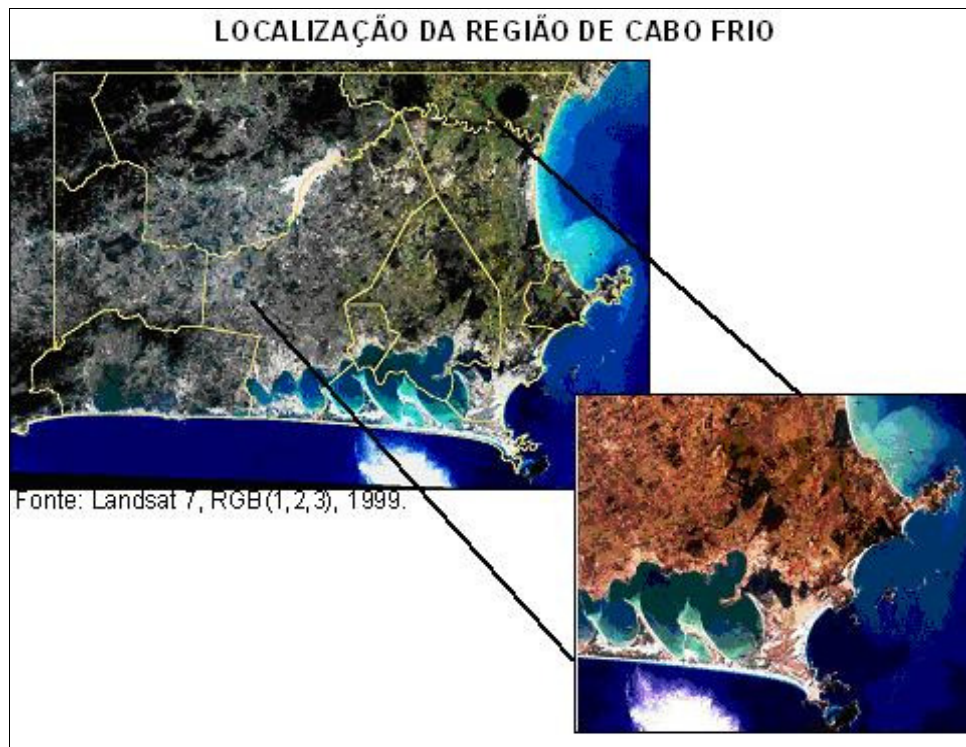 LOCALIZAÇÃO DA REGIÃO DE CABO FRIO
Fonte: Landsat 7, RGB(1,2,3), 1999.